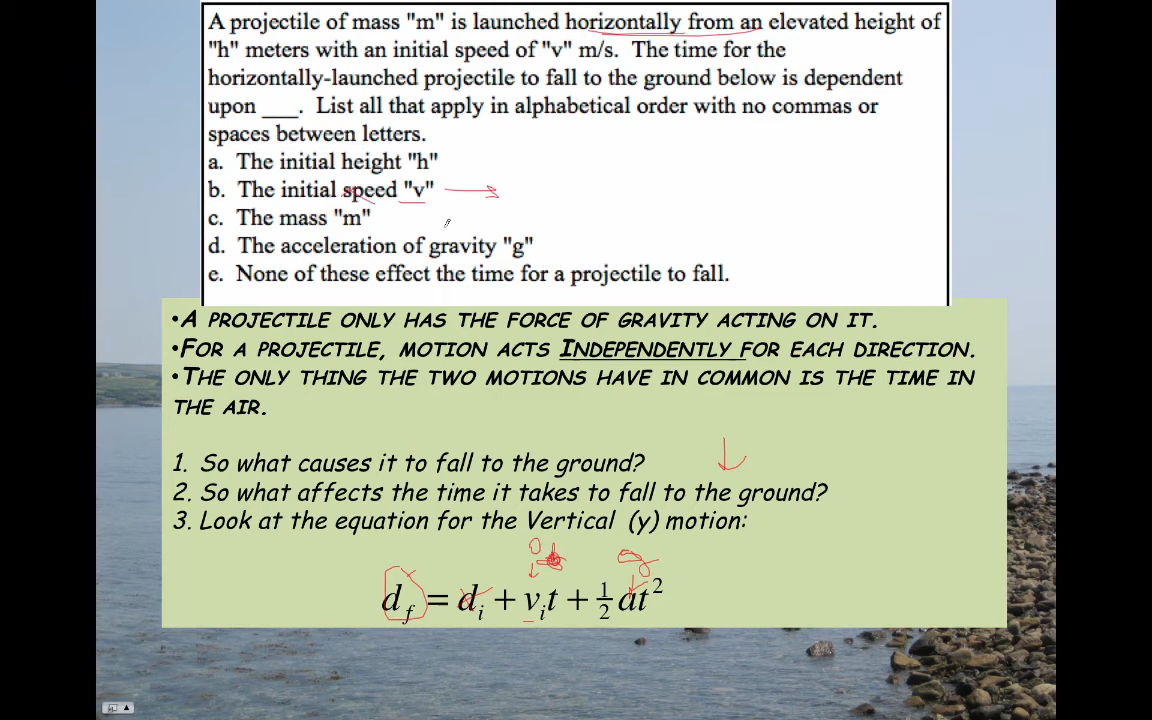 A projectile of mass "m" is launched horizontally from an elevated height of
"h" meters with an initial speed of "v" m/s.  The time for the
horizontally-launched projectile to fall to the ground below is dependent
upon ___.  List all that apply in alphabetical order with no commas or
spaces between letters.
a.  The initial height "h"
b.  The initial speed "v"
c.  The mass "m"
d.  The acceleration of gravity "g"
e.  None of these effect the time for a projectile to fall.
•A PROJECTILE ONLY HAS THE FORCE OF GRAVITY ACTING ON IT.
•FOR A PROJECTILE, MOTION ACTS INDEPENDENTLY FOR EACH DIRECTION.
•THE ONLY THING THE TWO MOTIONS HAVE IN COMMON IS THE TIME IN
THE AIR.
1. So what causes it to fall to the ground?
2. So what affects the time it takes to fall to the ground?
3. Look at the equation for the Vertical (y) motion:
0
d_f = d_i + v_i t + ½ at²